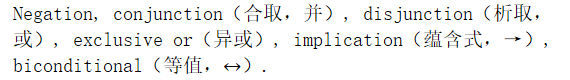 Negation, conjunction（合取，并）, disjunction（析取，
或）, exclusive or（异或）, implication（蕴含式，→）,
biconditional（等值，↔）.